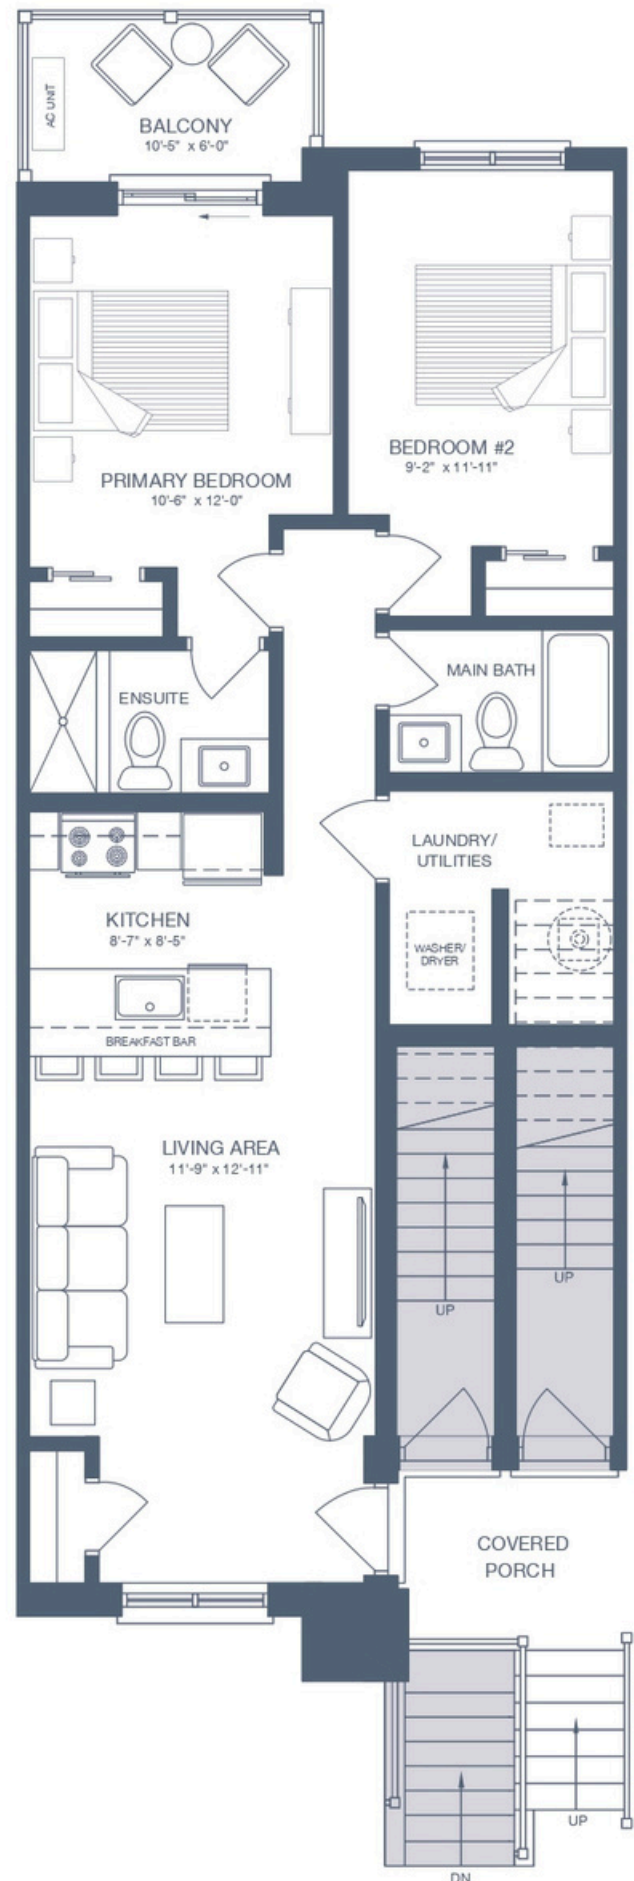 AC UNIT
BALCONY
10'-5" x 6'-0"
BEDROOM #2
9'-2" x 11'-11"
PRIMARY BEDROOM
10'-6" x 12'-0"
MAIN BATH
ENSUITE
LAUNDRY/
UTILITIES
KITCHEN
8'-7" x 8'-5"
WASHER/
DRYER
BREAKFAST BAR
LIVING AREA
11'-9" x 12'-11"
UP
UP
COVERED
PORCH
UP
DN